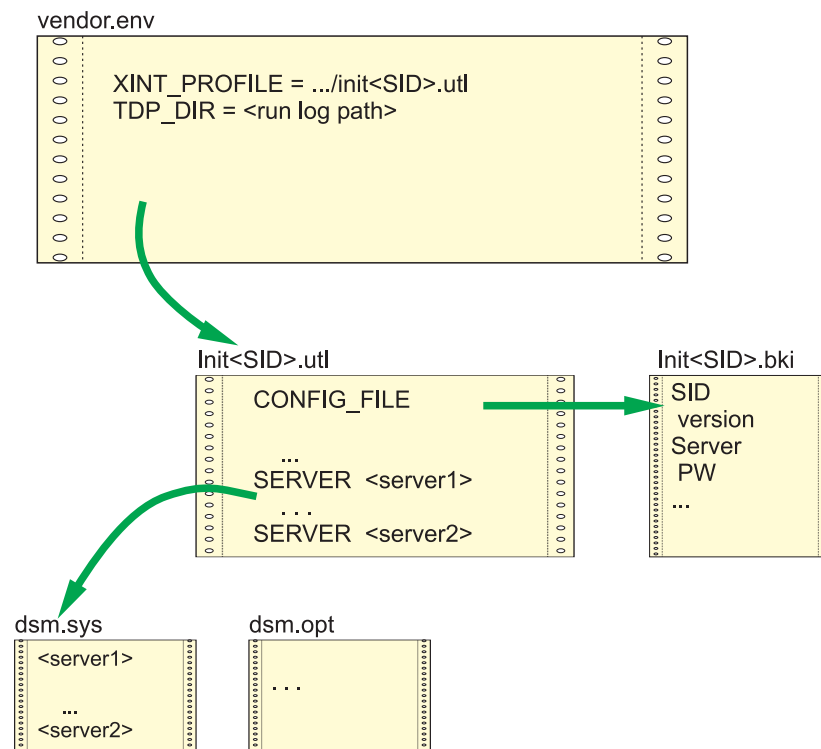 vendor.env
XINT_PROFILE = .../init<SID>.utl
TDP_DIR = <run log path>
Init<SID>.utl
CONFIG_FILE
...
SERVER <server1>
. . .
SERVER <server2>
Init<SID>.bki
SID
version
Server
PW
...
dsm.sys
<server1>
...
<server2>
dsm.opt
. . .